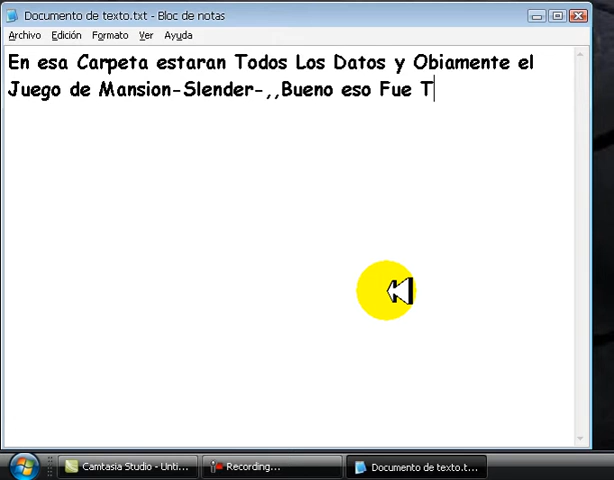 Documento de texto.txt - Bloc de notas
Archivo Edición Formato Ver Ayuda
En esa Carpeta estaran Todos Los Datos y Obiamente el
Juego de Mansion-Slender-,,Bueno eso Fue T
Camtasia Studio - Unti... Recording... Documento de texto.t...